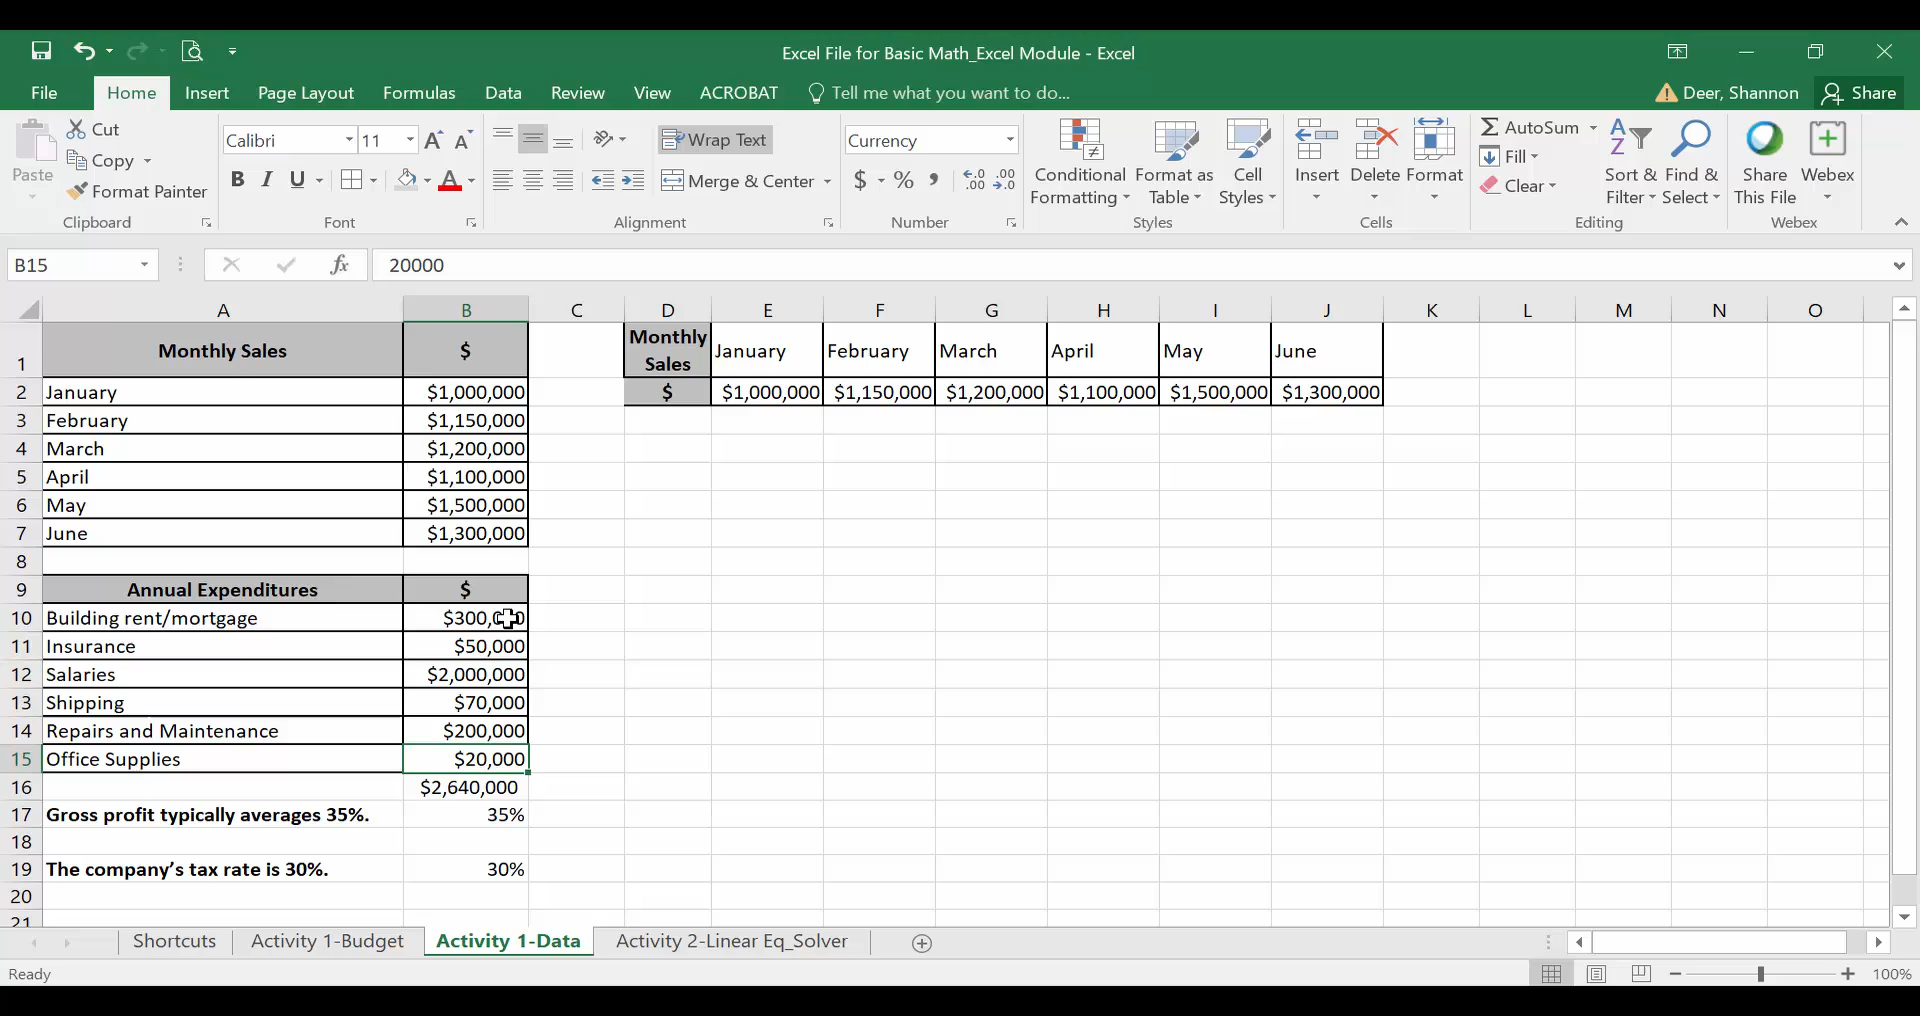 Excel File for Basic Math_Excel Module - Excel
File Home Insert Page Layout Formulas Data Review View ACROBAT Tell me what you want to do... Deer, Shannon Share
Paste
Cut
Copy
Format Painter
Clipboard
Calibri 11 A A
B I U A
Font
Wrap Text
Merge & Center
Alignment
Currency
$ % , .0 .00 .00 .0
Number
Conditional Formatting
Format as Table
Cell Styles
Styles
Insert Delete Format
Cells
AutoSum
Fill
Clear
Sort & Filter
Find & Select
Editing
Share This File
Webex
Webex
B15 fx 20000
A B C D E F G H I J K L M N O
1 Monthly Sales $ Monthly Sales January February March April May June
2 January $1,000,000 $ $1,000,000 $1,150,000 $1,200,000 $1,100,000 $1,500,000 $1,300,000
3 February $1,150,000
4 March $1,200,000
5 April $1,100,000
6 May $1,500,000
7 June $1,300,000
8
9 Annual Expenditures $
10 Building rent/mortgage $300,000
11 Insurance $50,000
12 Salaries $2,000,000
13 Shipping $70,000
14 Repairs and Maintenance $200,000
15 Office Supplies $20,000
16 $2,640,000
17 Gross profit typically averages 35%. 35%
18
19 The company’s tax rate is 30%. 30%
20
21
Shortcuts Activity 1-Budget Activity 1-Data Activity 2-Linear Eq_Solver
Ready 100%